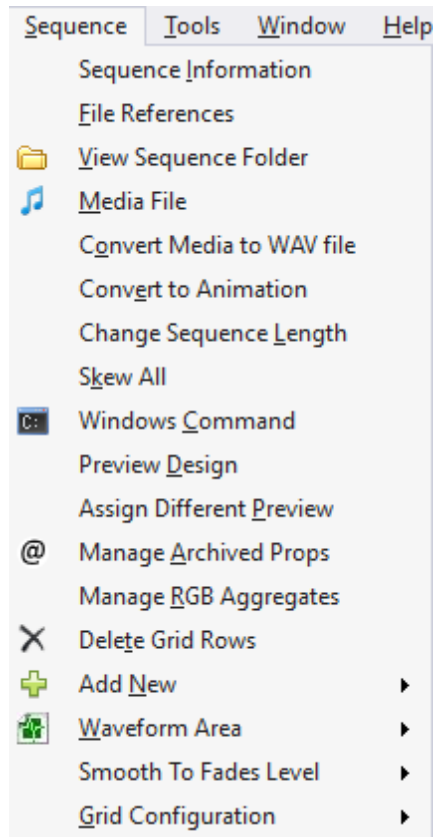 Sequence Tools Window Help
Sequence Information
File References
View Sequence Folder
Media File
Convert Media to WAV file
Convert to Animation
Change Sequence Length
Skew All
C: Windows Command
Preview Design
Assign Different Preview
@ Manage Archived Props
Manage RGB Aggregates
Delete Grid Rows
Add New
Waveform Area
Smooth To Fades Level
Grid Configuration